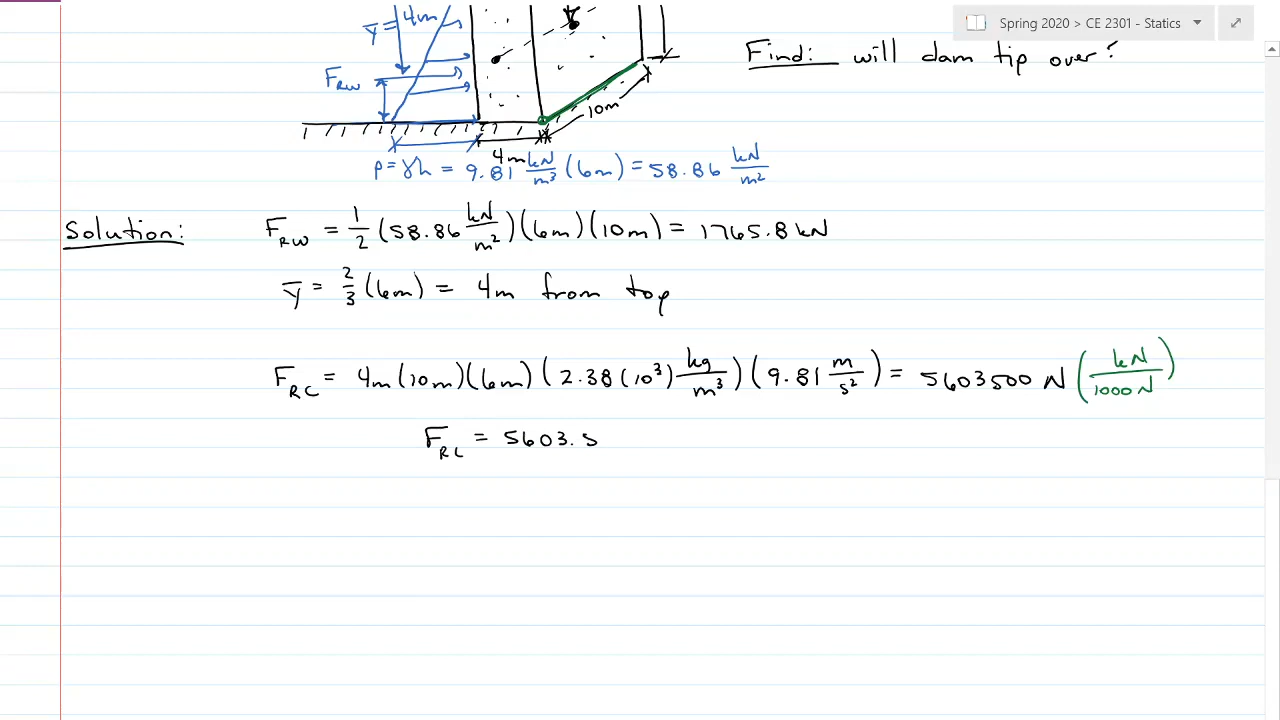 Spring 2020 > CE 2301 - Statics
y̅ = 4m
Find: will dam tip over?
F_RW
10m
4m
P = γh = 9.81 kN/m³ (6m) = 58.86 kN/m²
Solution: F_RW = 1/2 (58.86 kN/m²)(6m)(10m) = 1765.8 kN
y̅ = 2/3 (6m) = 4m from top
F_RC = 4m(10m)(6m)(2.38(10³) kg/m³)(9.81 m/s²) = 5603500 N (kN/1000N)
F_RC = 5603.5